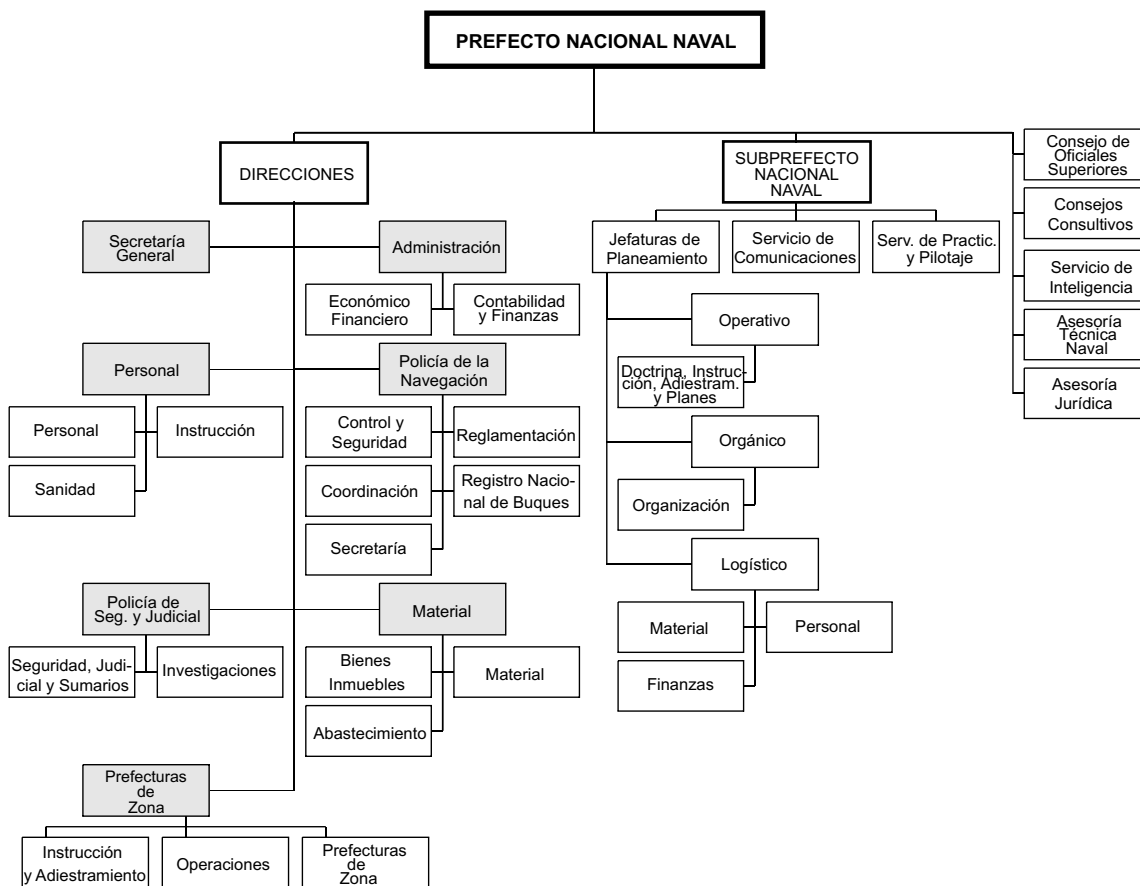 PREFECTO NACIONAL NAVAL
DIRECCIONES
SUBPREFECTO
NACIONAL
NAVAL
Consejo de
Oficiales
Superiores
Consejos
Consultivos
Servicio de
Inteligencia
Asesoría
Técnica
Naval
Asesoría
Jurídica
Secretaría
General
Administración
Económico
Financiero
Contabilidad
y Finanzas
Personal
Policía de la
Navegación
Personal
Instrucción
Sanidad
Control y
Seguridad
Reglamentación
Coordinación
Registro Nacio-
nal de Buques
Secretaría
Policía de
Seg. y Judicial
Material
Seguridad, Judi-
cial y Sumarios
Investigaciones
Bienes
Inmuebles
Material
Abastecimiento
Prefecturas
de
Zona
Instrucción
y Adiestramiento
Operaciones
Prefecturas
de
Zona
Jefaturas de
Planeamiento
Servicio de
Comunicaciones
Serv. de Practic.
y Pilotaje
Operativo
Doctrina, Instruc-
ción, Adiestram.
y Planes
Orgánico
Organización
Logístico
Material
Personal
Finanzas